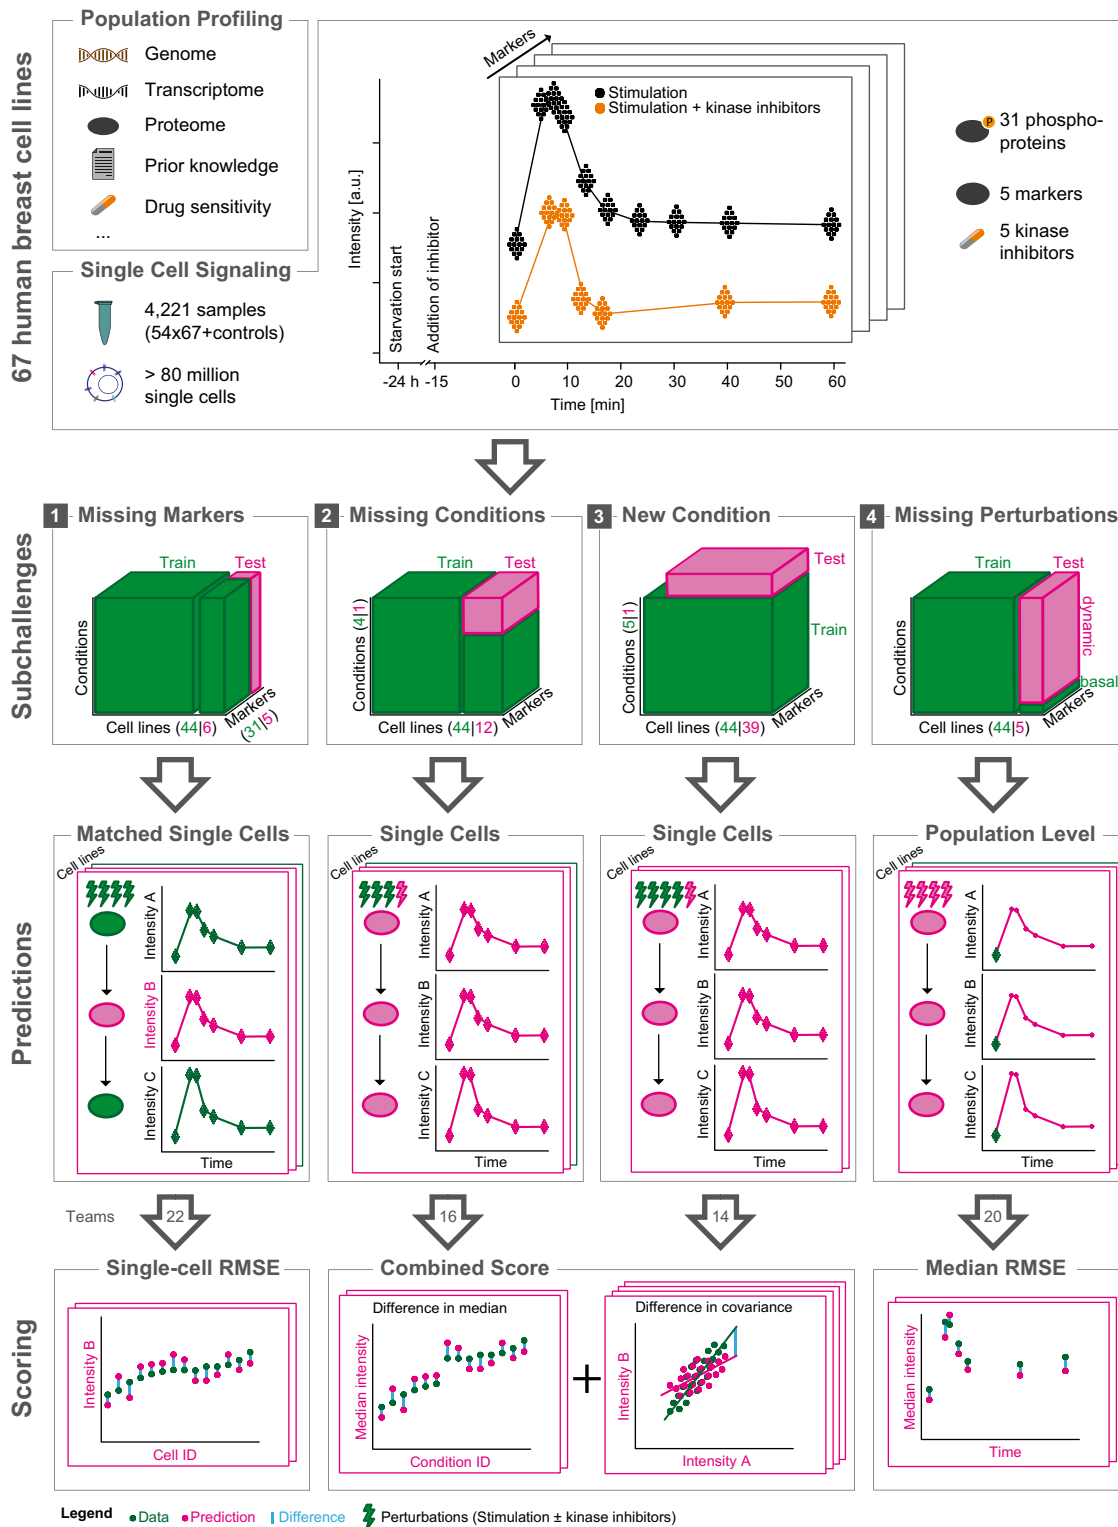 67 human breast cell lines
Population Profiling
Genome
Transcriptome
Proteome
Prior knowledge
Drug sensitivity
...
Single Cell Signaling
4,221 samples
(54x67+controls)
> 80 million
single cells
Markers
Stimulation
Stimulation + kinase inhibitors
Intensity [a.u.]
Starvation start
Addition of inhibitor
-24 h
-15
0
10
20
30
40
50
60
Time [min]
P
31 phospho-
proteins
5 markers
5 kinase
inhibitors
Subchallenges
1 Missing Markers
Train
Test
Conditions
Cell lines (44|6)
Markers
(31|5)
2 Missing Conditions
Train
Test
Conditions (4|1)
Cell lines (44|12)
Markers
3 New Condition
Test
Train
Conditions (5|1)
Cell lines (44|39)
Markers
4 Missing Perturbations
Train
Test
dynamic
basal
Conditions
Cell lines (44|5)
Markers
Predictions
Matched Single Cells
Cell lines
Intensity A
Intensity B
Intensity C
Time
Single Cells
Cell lines
Intensity A
Intensity B
Intensity C
Time
Single Cells
Cell lines
Intensity A
Intensity B
Intensity C
Time
Population Level
Cell lines
Intensity A
Intensity B
Intensity C
Time
Teams
22
16
14
20
Scoring
Single-cell RMSE
Intensity B
Cell ID
Combined Score
Difference in median
Median intensity
Condition ID
+
Difference in covariance
Intensity B
Intensity A
Median RMSE
Median intensity
Time
Legend
Data
Prediction
Difference
Perturbations (Stimulation ± kinase inhibitors)